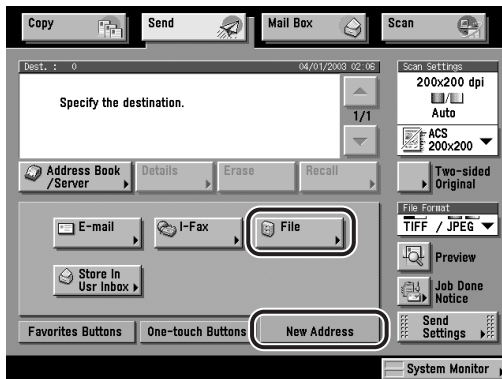 Copy
Send
Mail Box
Scan
Dest. : 0
04/01/2003 02:06
Specify the destination.
1/1
Scan Settings
200x200 dpi
Auto
ACS
200x200
Address Book
/Server
Details
Erase
Recall
Two-sided
Original
File Format
TIFF / JPEG
E-mail
I-Fax
File
Preview
Store In
Usr Inbox
Job Done
Notice
Favorites Buttons
One-touch Buttons
New Address
Send
Settings
System Monitor